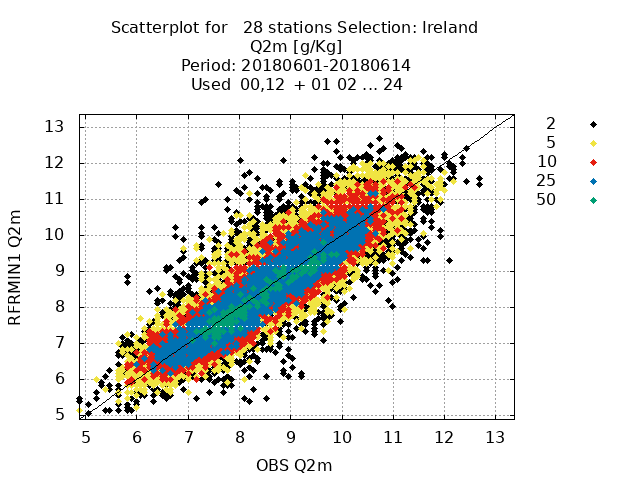 Scatterplot for 28 stations Selection: Ireland
Q2m [g/Kg]
Period: 20180601-20180614
Used 00,12 + 01 02 ... 24
2
5
10
25
50
RFRMIN1 Q2m
13
12
11
10
9
8
7
6
5
5 6 7 8 9 10 11 12 13
OBS Q2m